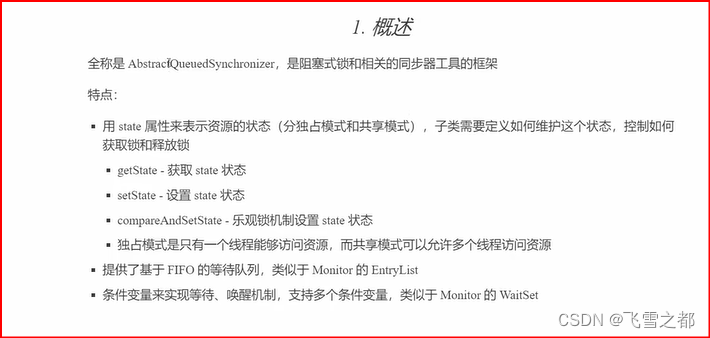 1. 概述
全称是 AbstractQueuedSynchronizer，是阻塞式锁和相关的同步器工具的框架
特点：
▪ 用 state 属性来表示资源的状态（分独占模式和共享模式），子类需要定义如何维护这个状态，控制如何
获取锁和释放锁
▪ getState - 获取 state 状态
▪ setState - 设置 state 状态
▪ compareAndSetState - 乐观锁机制设置 state 状态
▪ 独占模式是只有一个线程能够访问资源，而共享模式可以允许多个线程访问资源
▪ 提供了基于 FIFO 的等待队列，类似于 Monitor 的 EntryList
▪ 条件变量来实现等待、唤醒机制，支持多个条件变量，类似于 Monitor 的 WaitSet
CSDN @飞雪之都